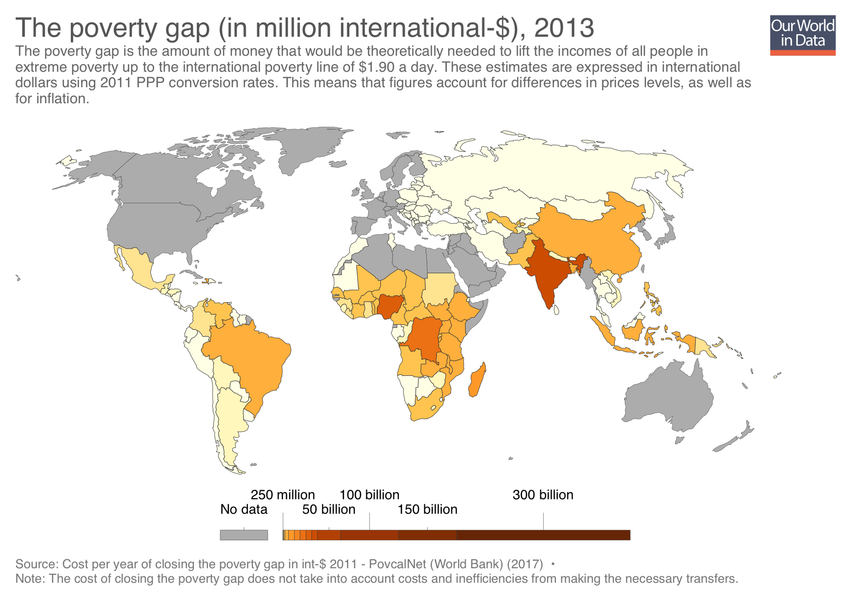 The poverty gap (in million international-$), 2013
Our World
in Data
The poverty gap is the amount of money that would be theoretically needed to lift the incomes of all people in
extreme poverty up to the international poverty line of $1.90 a day. These estimates are expressed in international
dollars using 2011 PPP conversion rates. This means that figures account for differences in prices levels, as well as
for inflation.
250 million 100 billion 300 billion
No data 50 billion 150 billion
Source: Cost per year of closing the poverty gap in int-$ 2011 - PovcalNet (World Bank) (2017) •
Note: The cost of closing the poverty gap does not take into account costs and inefficiencies from making the necessary transfers.